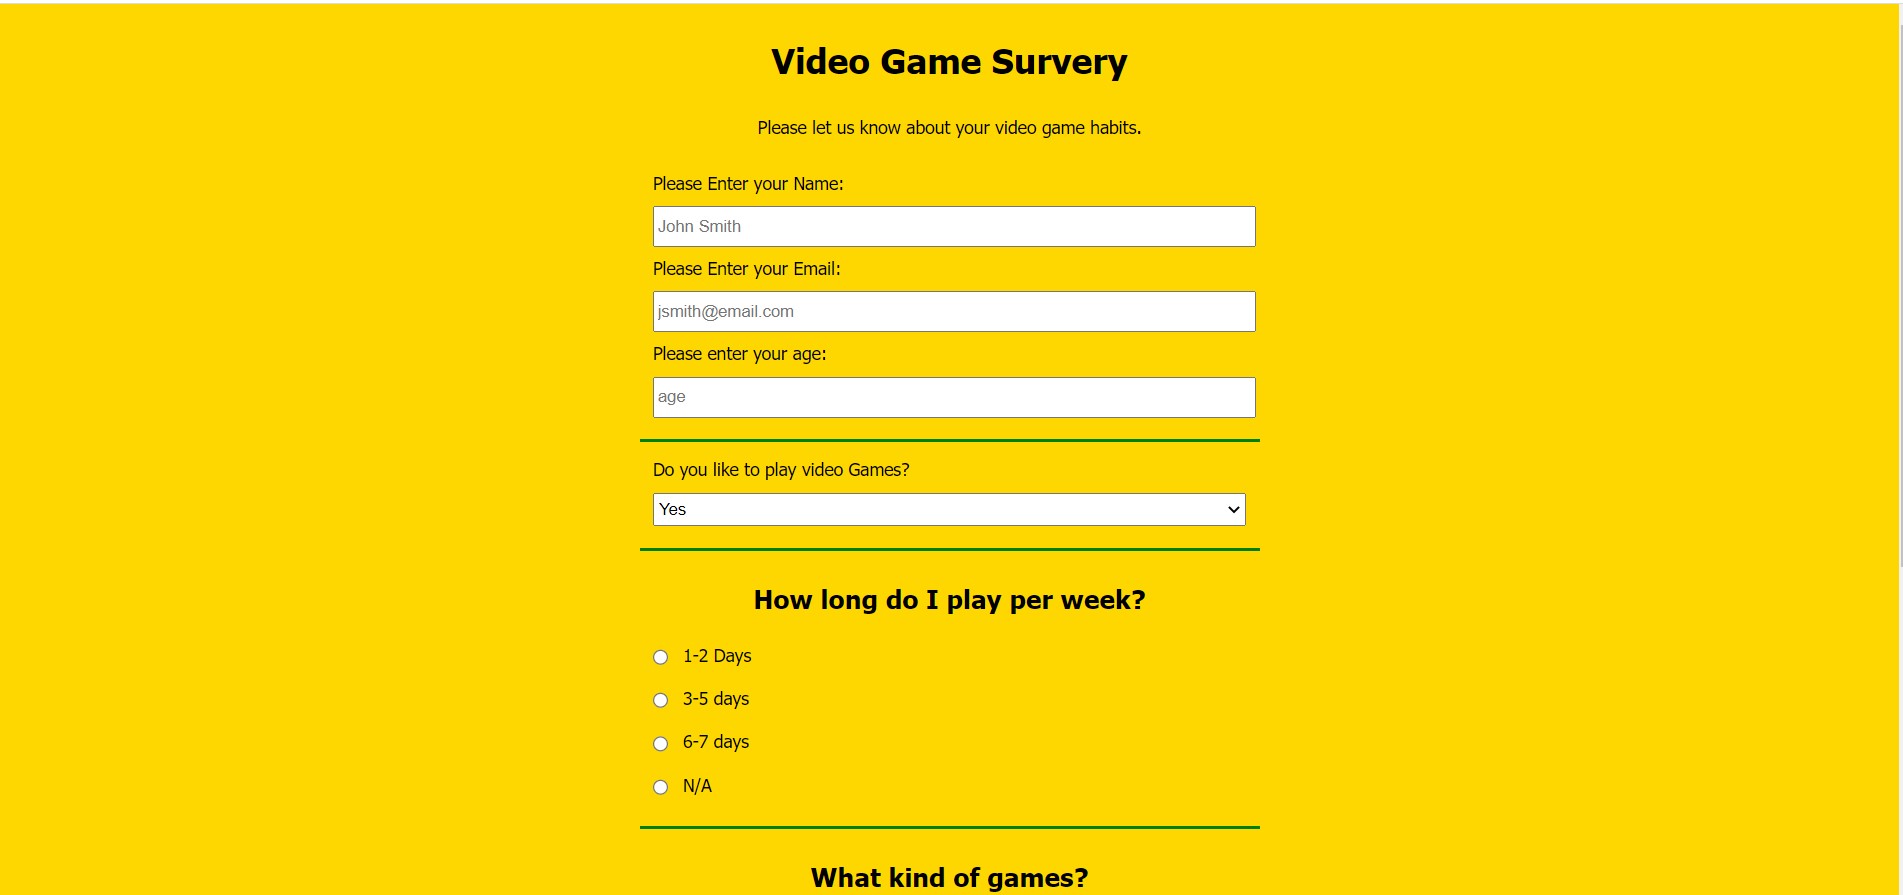 Video Game Survery
Please let us know about your video game habits.
Please Enter your Name:
John Smith
Please Enter your Email:
jsmith@email.com
Please enter your age:
age
Do you like to play video Games?
Yes
How long do I play per week?
1-2 Days
3-5 days
6-7 days
N/A
What kind of games?